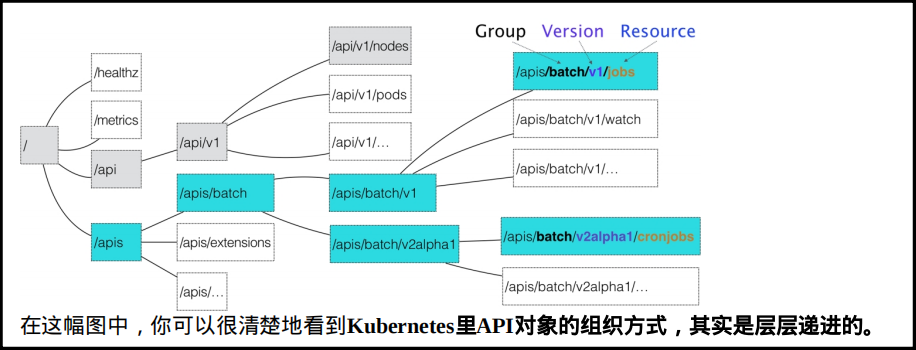 Group Version Resource
/api/v1/nodes
/apis/batch/v1/jobs
/healthz
/api/v1/pods
/metrics
/apis/batch/v1/watch
/
/api/v1
/api/v1/…
/api
/apis/batch/v1/…
/apis/batch
/apis/batch/v1
/apis
/apis/extensions
/apis/batch/v2alpha1
/apis/batch/v2alpha1/cronjobs
/apis/…
/apis/batch/v2alpha1/…
在这幅图中，你可以很清楚地看到Kubernetes里API对象的组织方式，其实是层层递进的。